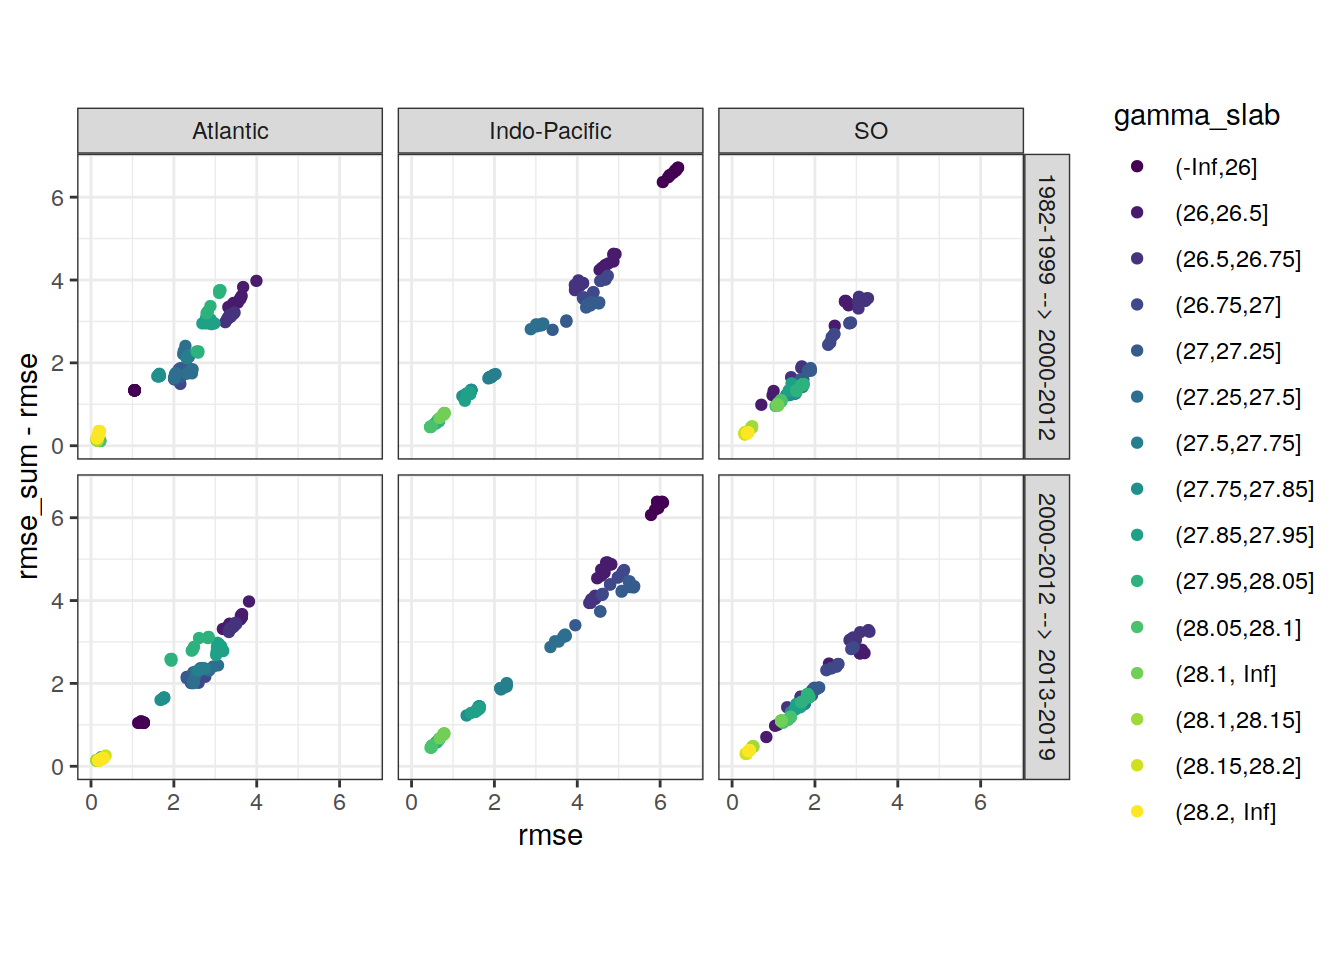 Atlantic
Indo-Pacific
SO
1982-1999 --> 2000-2012
2000-2012 --> 2013-2019
rmse_sum - rmse
6
4
2
0
6
4
2
0
0 2 4 6
0 2 4 6
0 2 4 6
rmse
gamma_slab
(-Inf,26]
(26,26.5]
(26.5,26.75]
(26.75,27]
(27,27.25]
(27.25,27.5]
(27.5,27.75]
(27.75,27.85]
(27.85,27.95]
(27.95,28.05]
(28.05,28.1]
(28.1, Inf]
(28.1,28.15]
(28.15,28.2]
(28.2, Inf]